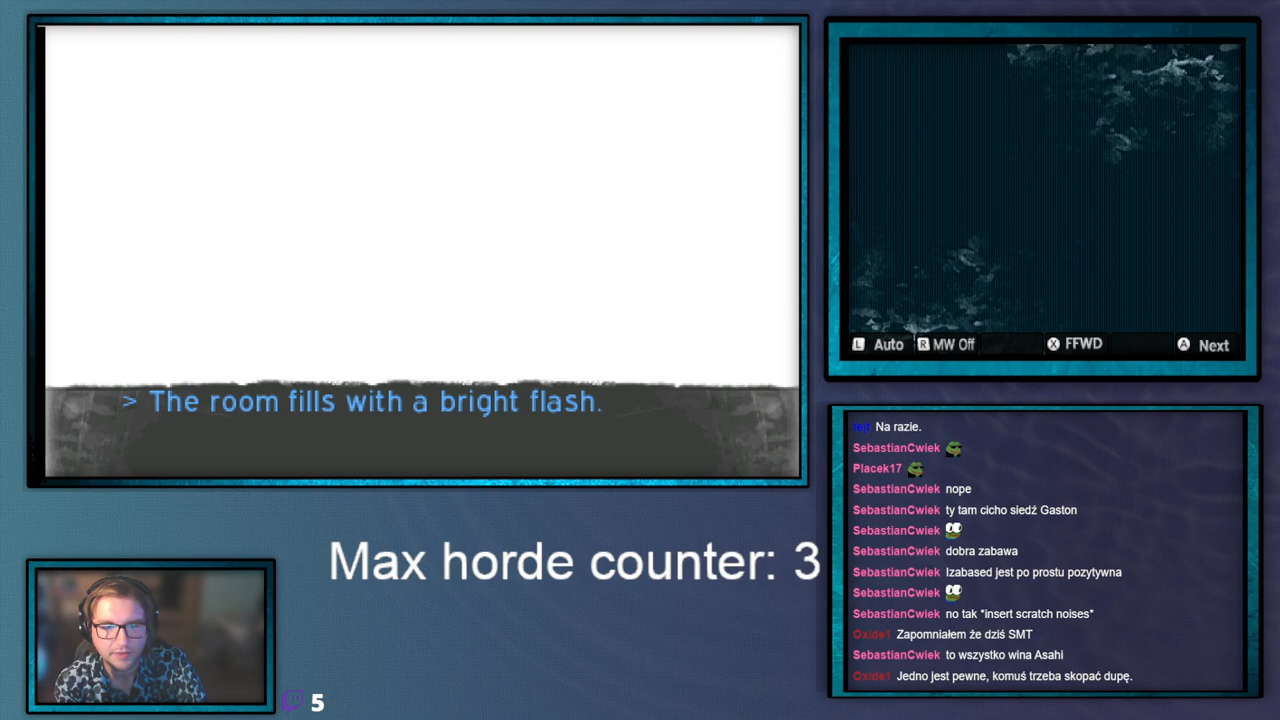 > The room fills with a bright flash.
L Auto R MW Off X FFWD A Next
Max horde counter: 3
5
tejt Na razie.
SebastianCwiek
Placek17
SebastianCwiek nope
SebastianCwiek ty tam cicho siedź Gaston
SebastianCwiek
SebastianCwiek dobra zabawa
SebastianCwiek Izabased jest po prostu pozytywna
SebastianCwiek
SebastianCwiek no tak *insert scratch noises*
Oxide1 Zapomniałem że dziś SMT
SebastianCwiek to wszystko wina Asahi
Oxide1 Jedno jest pewne, komuś trzeba skopać dupę.